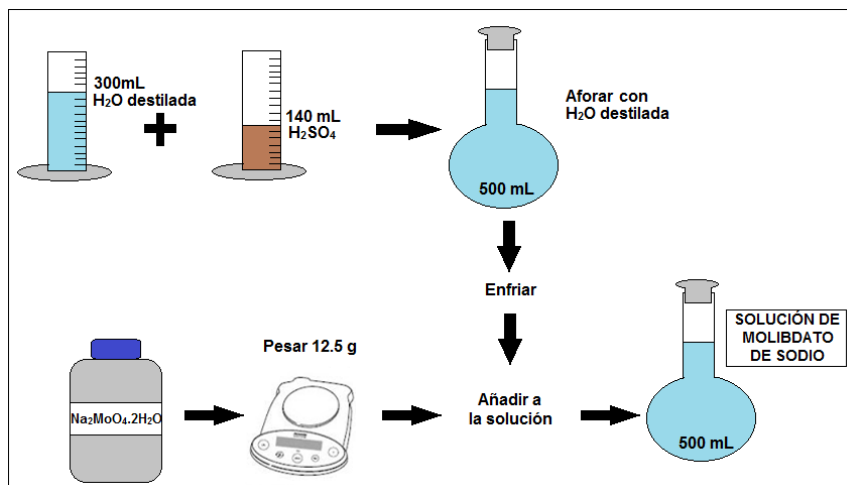 300mL
H₂O destilada
140 mL
H₂SO₄
Aforar con
H₂O destilada
500 mL
Enfriar
Pesar 12.5 g
Na₂MoO₄.2H₂O
Añadir a
la solución
SOLUCIÓN DE
MOLIBDATO
DE SODIO
500 mL